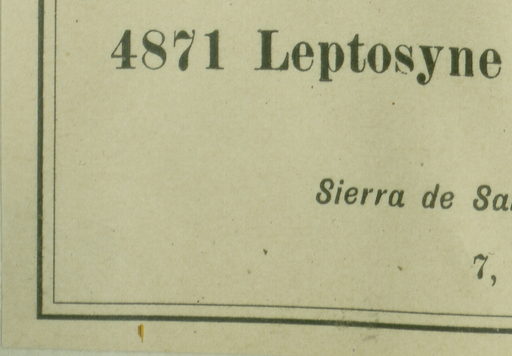 4871 Leptosyne
Sierra de Sa
7,